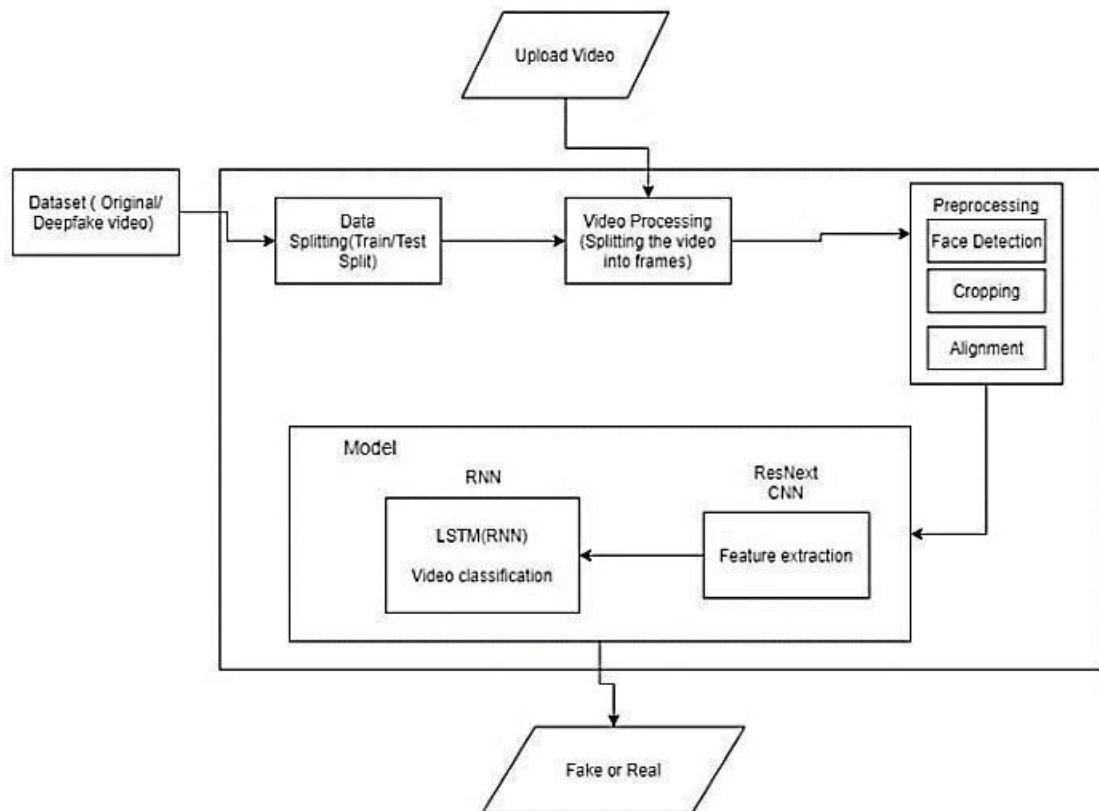 Upload Video
Dataset ( Original/
Deepfake video)
Data
Splitting(Train/Test
Split)
Video Processing
(Splitting the video
into frames)
Preprocessing
Face Detection
Cropping
Alignment
Model
RNN
LSTM(RNN)
Video classification
ResNext
CNN
Feature extraction
Fake or Real